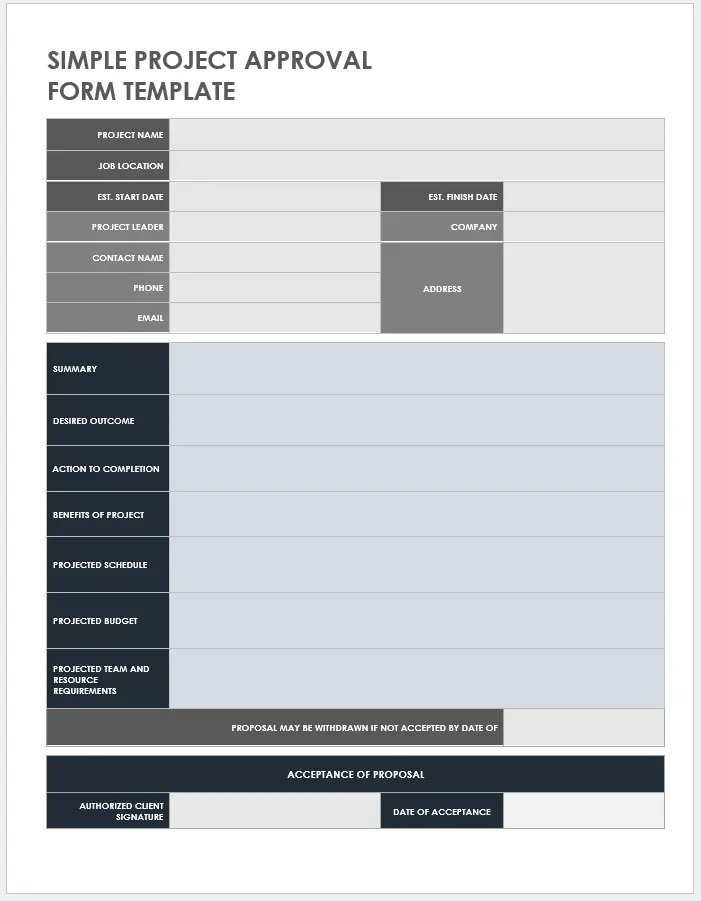 SIMPLE PROJECT APPROVAL
FORM TEMPLATE
PROJECT NAME
JOB LOCATION
EST. START DATE
EST. FINISH DATE
PROJECT LEADER
COMPANY
CONTACT NAME
PHONE
ADDRESS
EMAIL
SUMMARY
DESIRED OUTCOME
ACTION TO COMPLETION
BENEFITS OF PROJECT
PROJECTED SCHEDULE
PROJECTED BUDGET
PROJECTED TEAM AND
RESOURCE
REQUIREMENTS
PROPOSAL MAY BE WITHDRAWN IF NOT ACCEPTED BY DATE OF
ACCEPTANCE OF PROPOSAL
AUTHORIZED CLIENT
SIGNATURE
DATE OF ACCEPTANCE